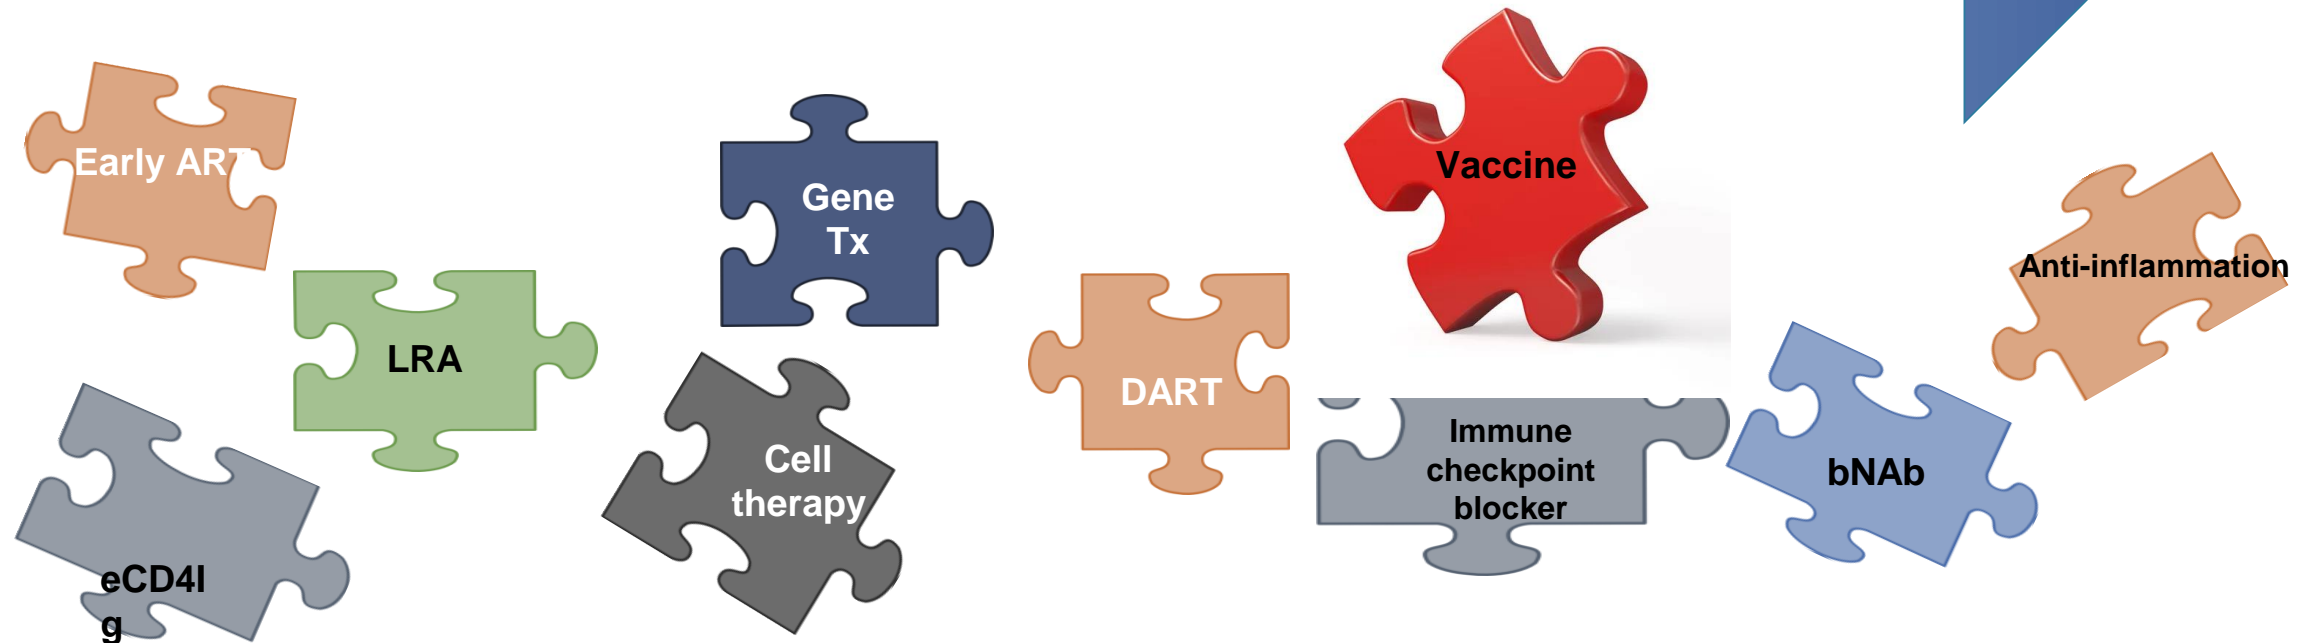 Early ART
LRA
eCD4I
g
Gene
Tx
Cell
therapy
DART
Vaccine
Immune
checkpoint
blocker
bNAb
Anti-inflammation